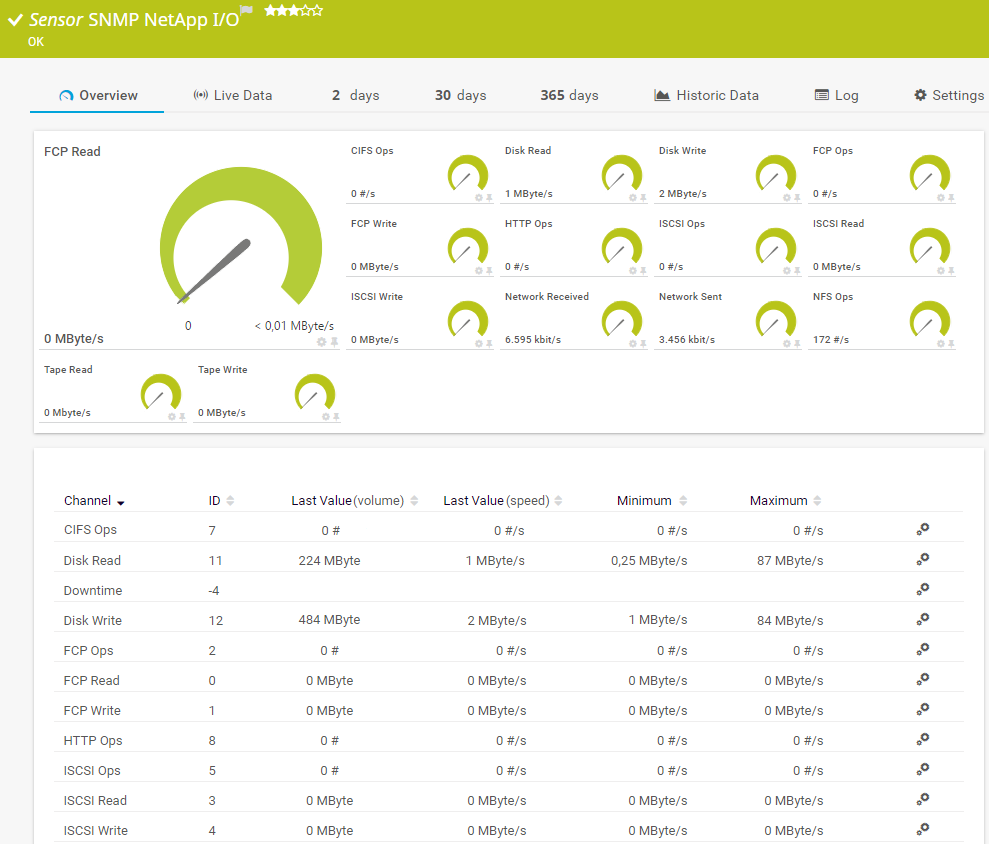 Sensor SNMP NetApp I/O
OK
Overview Live Data 2 days 30 days 365 days Historic Data Log Settings
FCP Read
0 MByte/s
0 < 0,01 MByte/s
CIFS Ops Disk Read Disk Write FCP Ops
0 #/s 1 MByte/s 2 MByte/s 0 #/s
FCP Write HTTP Ops ISCSI Ops ISCSI Read
0 MByte/s 0 #/s 0 #/s 0 MByte/s
ISCSI Write Network Received Network Sent NFS Ops
0 MByte/s 6.595 kbit/s 3.456 kbit/s 172 #/s
Tape Read Tape Write
0 Mbyte/s 0 MByte/s
Channel ID Last Value (volume) Last Value (speed) Minimum Maximum
CIFS Ops 7 0 # 0 #/s 0 #/s 0 #/s
Disk Read 11 224 MByte 1 MByte/s 0,25 MByte/s 87 MByte/s
Downtime -4
Disk Write 12 484 MByte 2 MByte/s 1 MByte/s 84 MByte/s
FCP Ops 2 0 # 0 #/s 0 #/s 0 #/s
FCP Read 0 0 MByte 0 MByte/s 0 MByte/s 0 MByte/s
FCP Write 1 0 MByte 0 MByte/s 0 MByte/s 0 MByte/s
HTTP Ops 8 0 # 0 #/s 0 #/s 0 #/s
ISCSI Ops 5 0 # 0 #/s 0 #/s 0 #/s
ISCSI Read 3 0 MByte 0 MByte/s 0 MByte/s 0 MByte/s
ISCSI Write 4 0 MByte 0 MByte/s 0 MByte/s 0 MByte/s